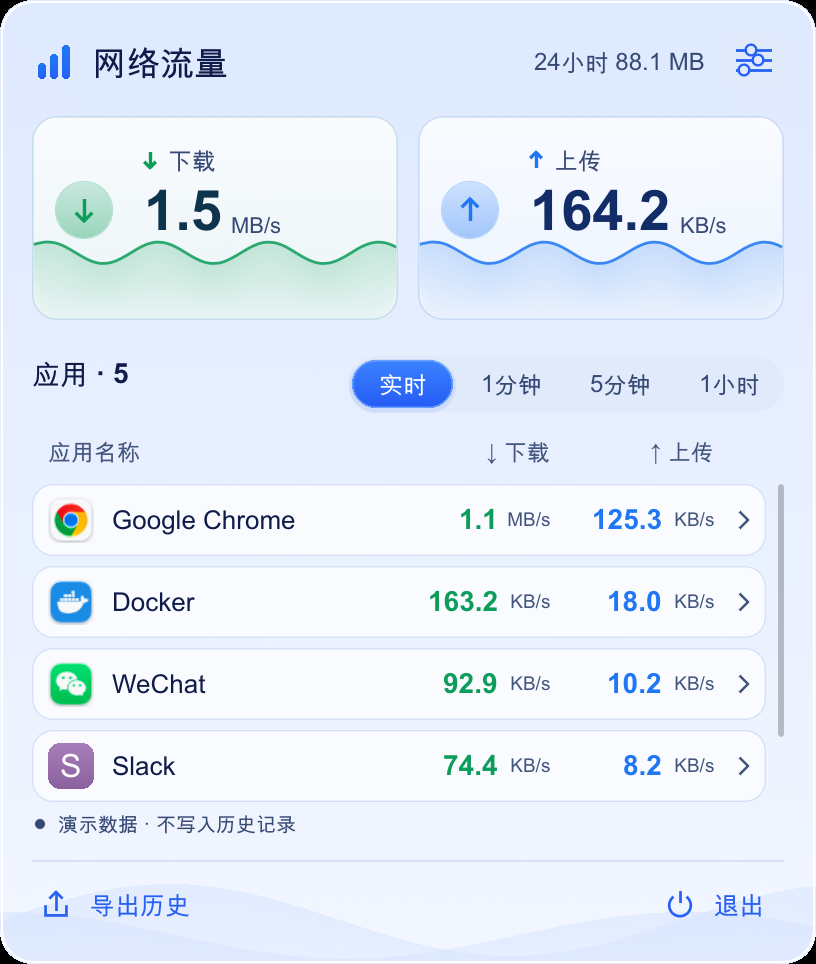 网络流量
24小时 88.1 MB
↓ 下载
1.5 MB/s
↑ 上传
164.2 KB/s
应用 · 5
实时 1分钟 5分钟 1小时
应用名称 ↓ 下载 ↑ 上传
Google Chrome 1.1 MB/s 125.3 KB/s
Docker 163.2 KB/s 18.0 KB/s
WeChat 92.9 KB/s 10.2 KB/s
S Slack 74.4 KB/s 8.2 KB/s
演示数据 · 不写入历史记录
导出历史 退出